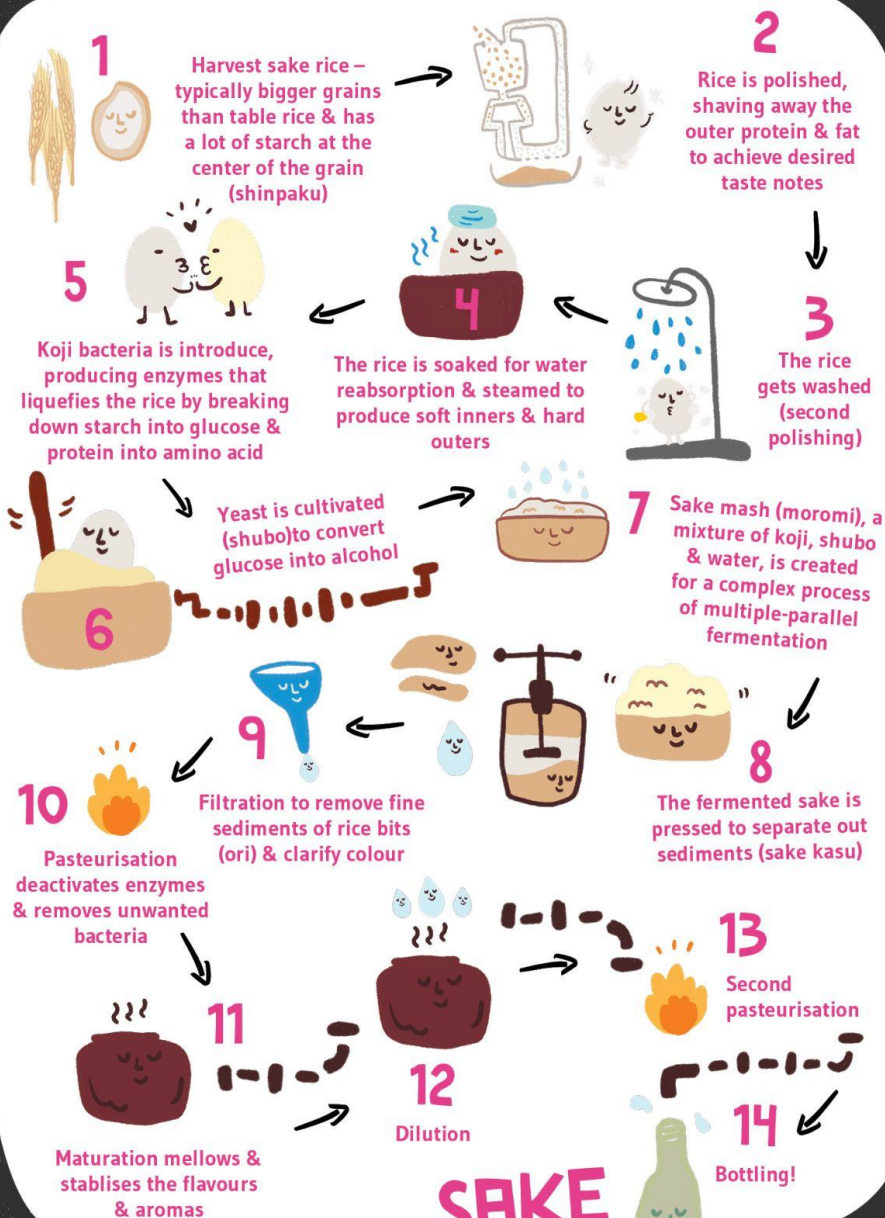 1
Harvest sake rice –
typically bigger grains
than table rice & has
a lot of starch at the
center of the grain
(shinpaku)
2
Rice is polished,
shaving away the
outer protein & fat
to achieve desired
taste notes
3
The rice
gets washed
(second
polishing)
4
The rice is soaked for water
reabsorption & steamed to
produce soft inners & hard
outers
5
Koji bacteria is introduce,
producing enzymes that
liquefies the rice by breaking
down starch into glucose &
protein into amino acid
6
Yeast is cultivated
(shubo)to convert
glucose into alcohol
7
Sake mash (moromi), a
mixture of koji, shubo
& water, is created
for a complex process
of multiple-parallel
fermentation
8
The fermented sake is
pressed to separate out
sediments (sake kasu)
9
Filtration to remove fine
sediments of rice bits
(ori) & clarify colour
10
Pasteurisation
deactivates enzymes
& removes unwanted
bacteria
11
Maturation mellows &
stablises the flavours
& aromas
12
Dilution
13
Second
pasteurisation
14
Bottling!
SAKE